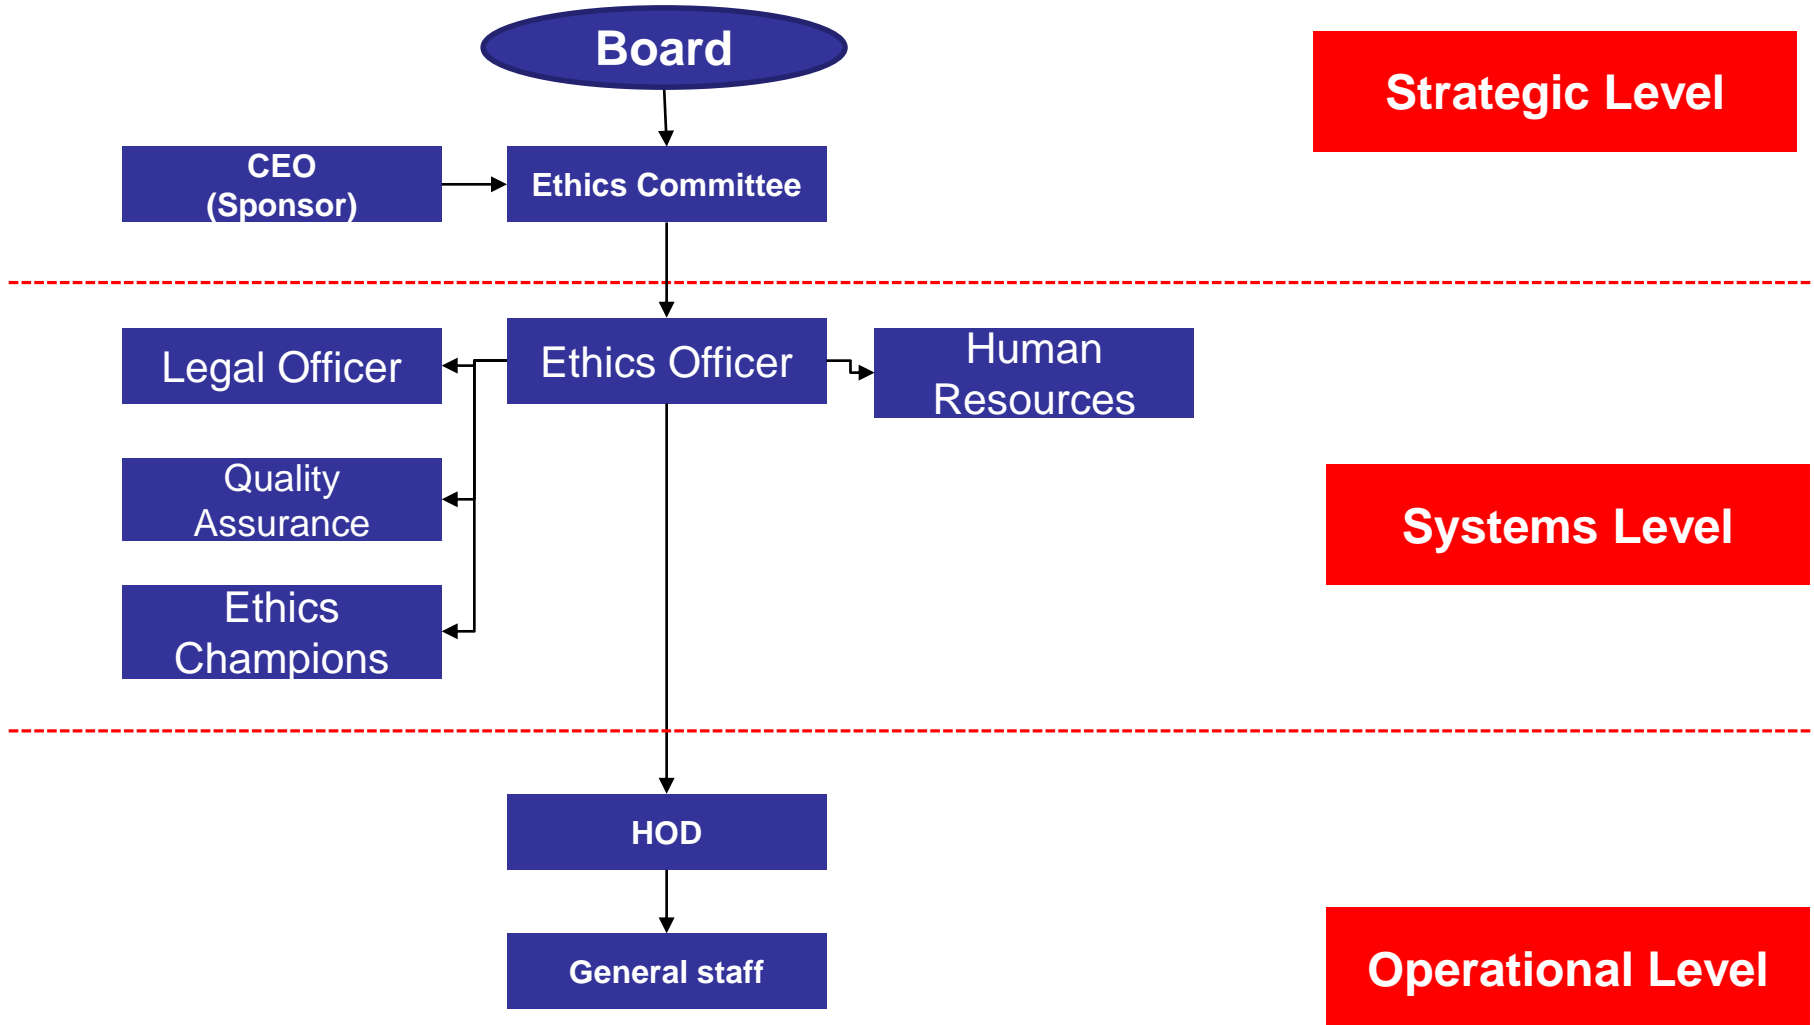 Board
Strategic Level
CEO
(Sponsor)
Ethics Committee
Legal Officer
Ethics Officer
Human
Resources
Quality
Assurance
Systems Level
Ethics
Champions
HOD
General staff
Operational Level